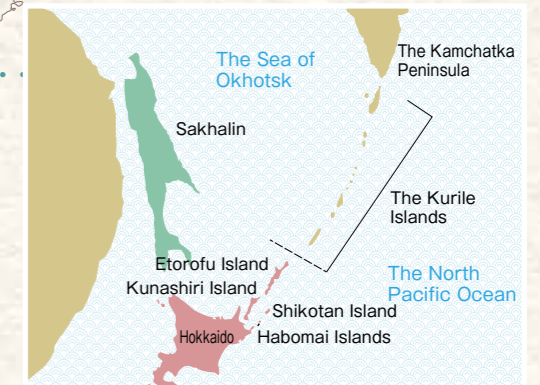 The Sea of
Okhotsk
The Kamchatka
Peninsula
Sakhalin
The Kurile
Islands
Etorofu Island
Kunashiri Island
The North
Pacific Ocean
Shikotan Island
Hokkaido
Habomai Islands